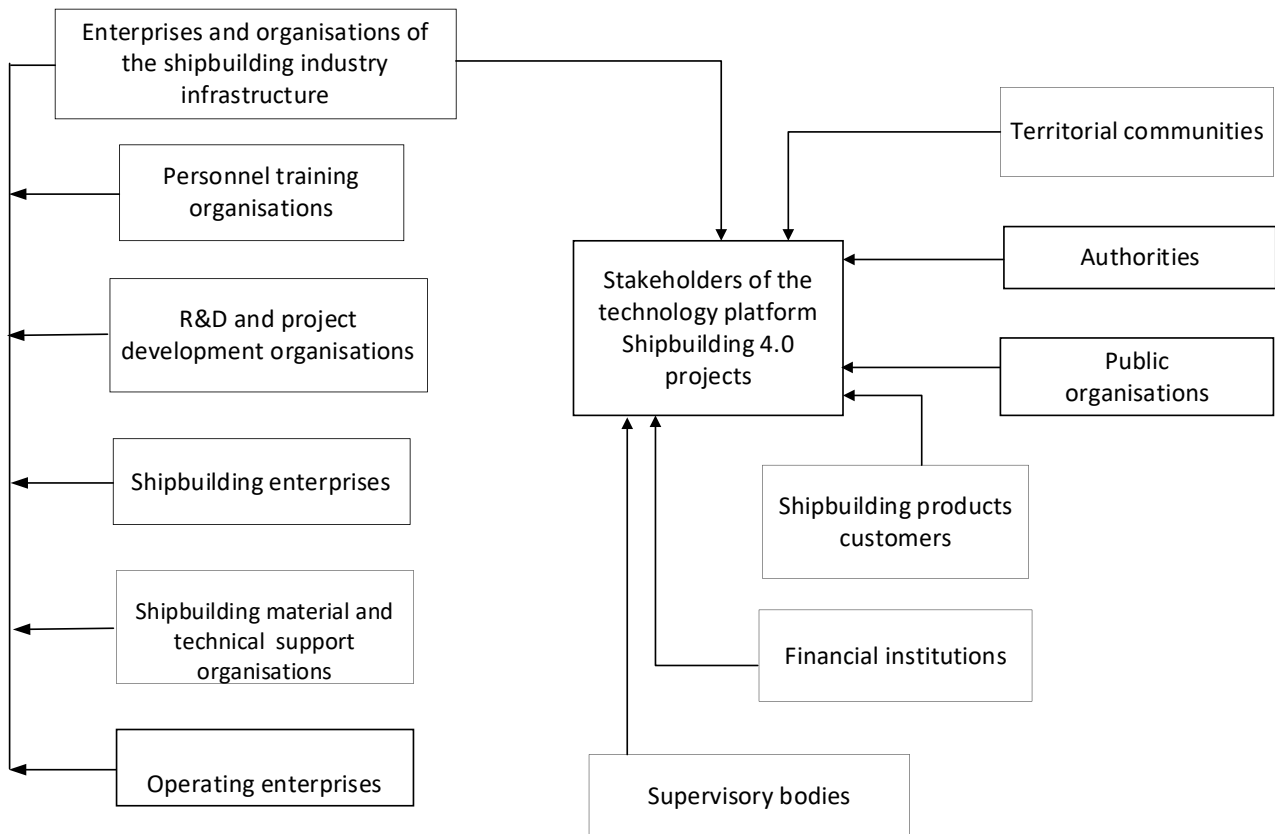 Enterprises and organisations of
the shipbuilding industry
infrastructure
Personnel training
organisations
R&D and project
development organisations
Shipbuilding enterprises
Shipbuilding material and
technical support
organisations
Operating enterprises
Stakeholders of the
technology platform
Shipbuilding 4.0
projects
Territorial communities
Authorities
Public
organisations
Shipbuilding products
customers
Financial institutions
Supervisory bodies